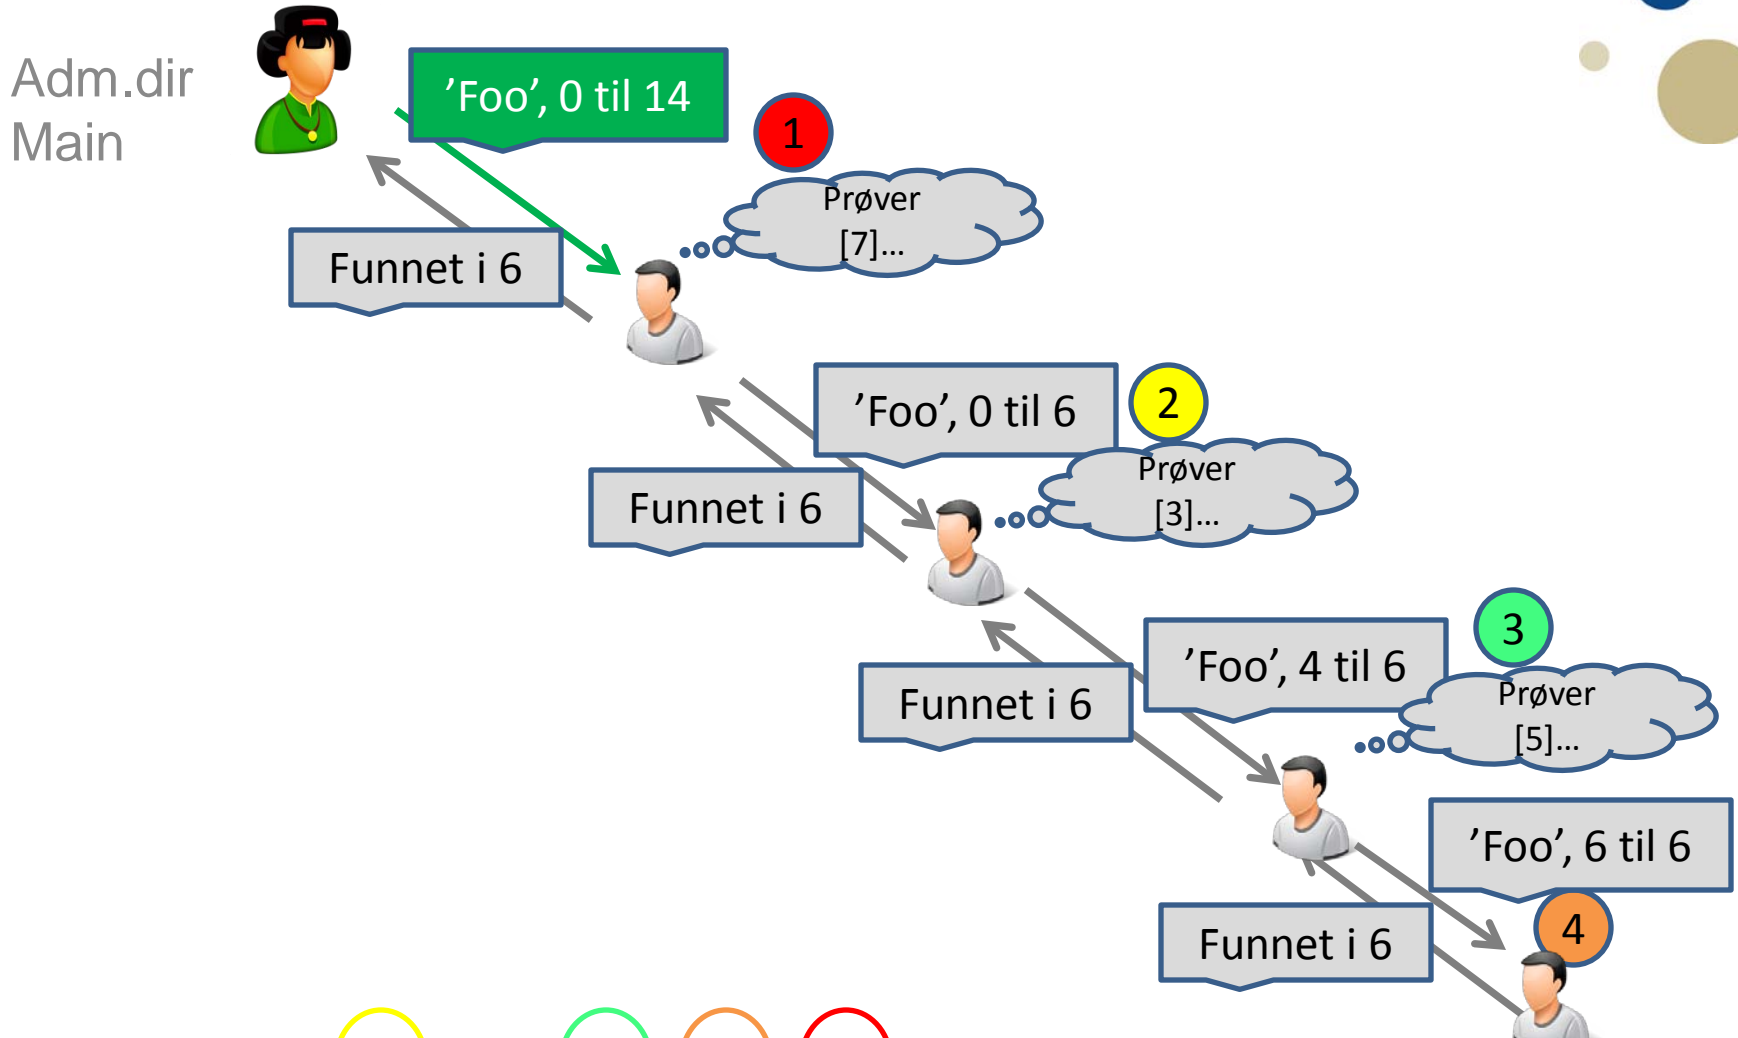 Adm.dir
Main
’Foo’, 0 til 14
1
Prøver
[7]…
Funnet i 6
’Foo’, 0 til 6
2
Prøver
[3]…
Funnet i 6
’Foo’, 4 til 6
3
Prøver
[5]…
Funnet i 6
’Foo’, 6 til 6
4
Funnet i 6